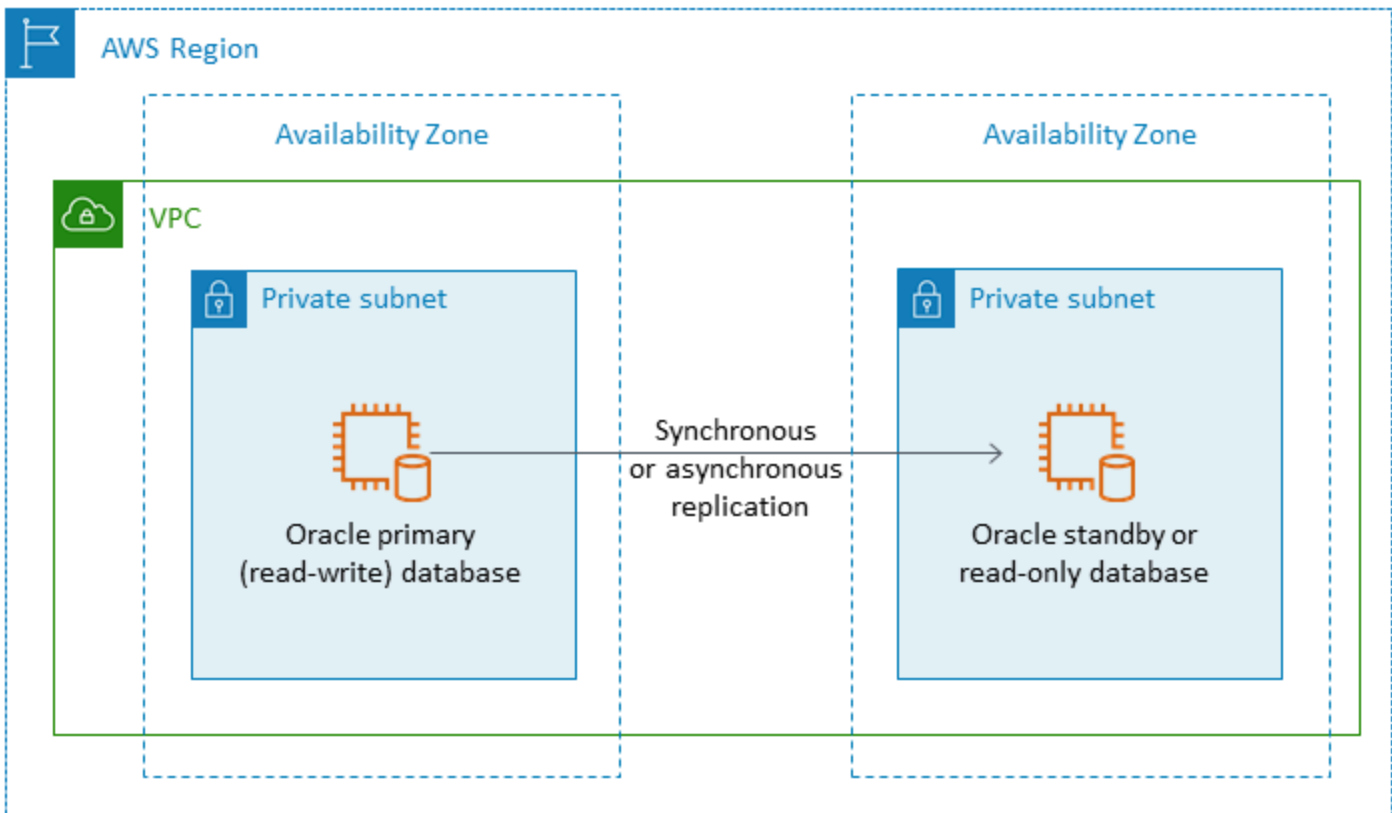 AWS Region
Availability Zone
Availability Zone
VPC
Private subnet
Private subnet
Synchronous
or asynchronous
replication
Oracle primary
(read-write) database
Oracle standby or
read-only database